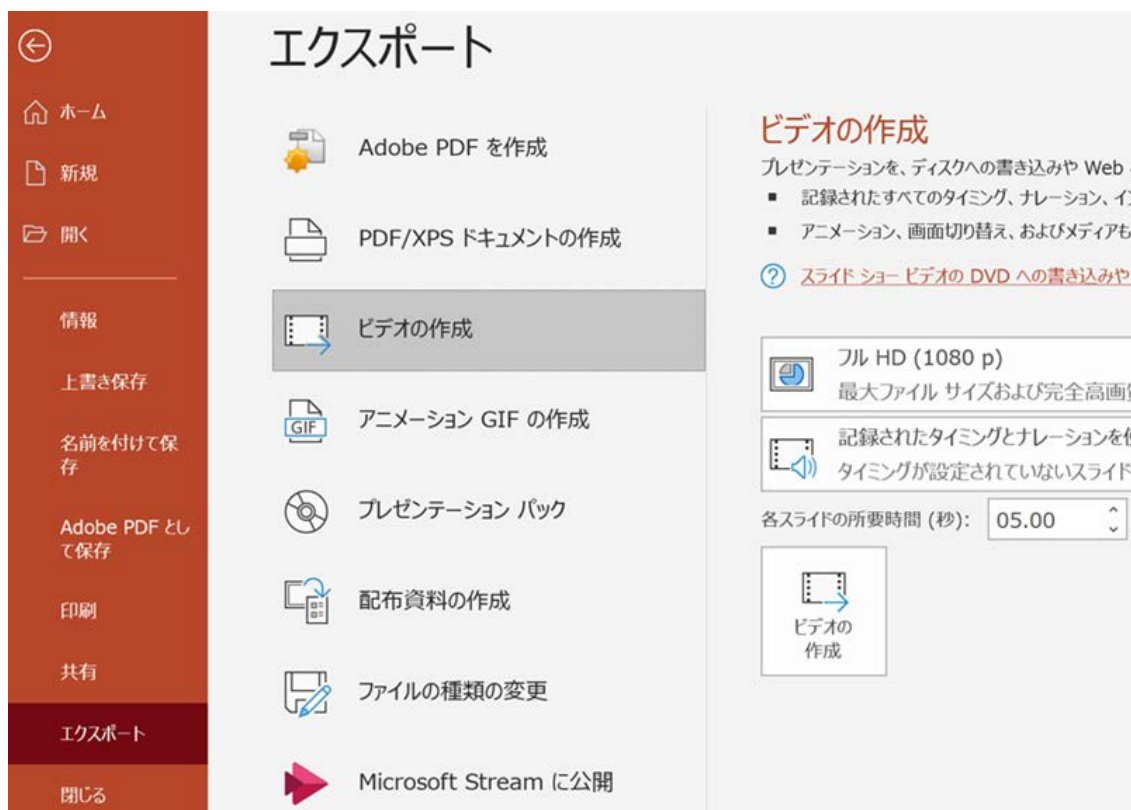 エクスポート
ホーム
新規
開く
情報
上書き保存
名前を付けて保
存
Adobe PDF とし
て保存
印刷
共有
エクスポート
閉じる
Adobe PDF を作成
PDF/XPS ドキュメントの作成
ビデオの作成
アニメーション GIF の作成
GIF
プレゼンテーション パック
配布資料の作成
ファイルの種類の変更
Microsoft Stream に公開
ビデオの作成
プレゼンテーションを、ディスクへの書き込みや Web
記録されたすべてのタイミング、ナレーション、イ
アニメーション、画面切り替え、およびメディアも
スライド ショー ビデオの DVD への書き込みや
フル HD (1080 p)
最大ファイル サイズおよび完全高画
記録されたタイミングとナレーションを
タイミングが設定されていないスライド
各スライドの所要時間 (秒): 05.00
ビデオの
作成